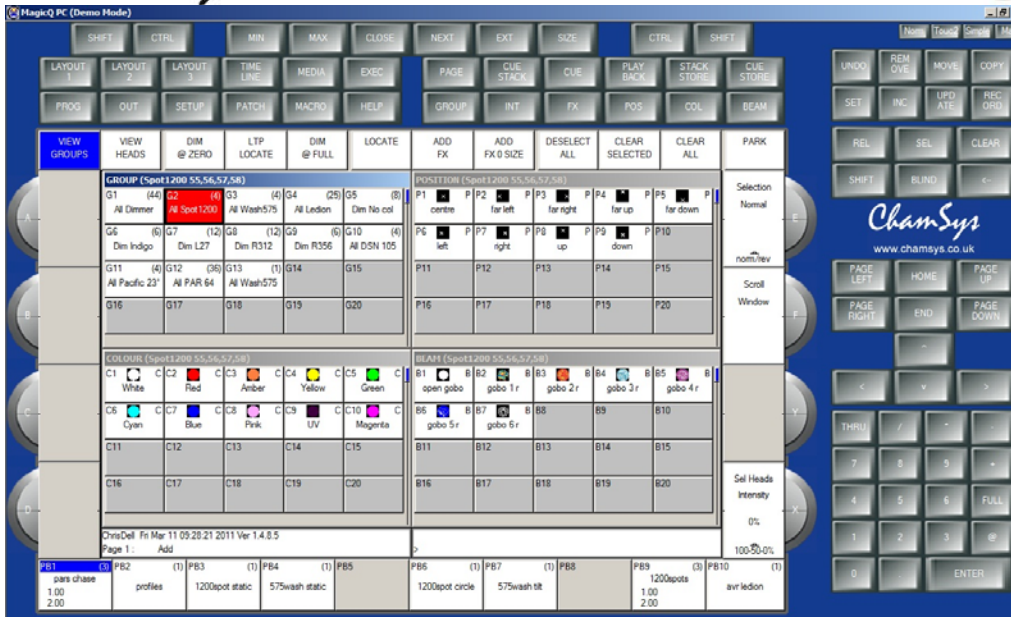 MagicQ PC (Demo Mode)
SHIFT CTRL MIN MAX CLOSE NEXT EXT SIZE CTRL SHIFT
Norm Touc2 Simple
LAYOUT 1 LAYOUT 2 LAYOUT 3 TIME LINE MEDIA EXEC PAGE CUE STACK CUE PLAY BACK STACK STORE CUE STORE
UNDO REM OVE MOVE COPY
PROG OUT SETUP PATCH MACRO HELP GROUP INT FX POS COL BEAM
SET INC UPD ATE REC ORD
VIEW GROUPS VIEW HEADS DIM @ ZERO LTP LOCATE DIM @ FULL LOCATE ADD FX ADD FX 0 SIZE DESELECT ALL CLEAR SELECTED CLEAR ALL PARK
REL SEL CLEAR
SHIFT BLIND <-
ChamSys
www.chamsys.co.uk
PAGE LEFT HOME PAGE UP
PAGE RIGHT END PAGE DOWN
^
< v >
THRU / * -
7 8 9 +
4 5 6 FULL
1 2 3 @
0 . ENTER
GROUP (Spot1200 55,56,57,58)
G1 (44) G2 (4) G3 (4) G4 (25) G5 (8)
All Dimmer All Spot1200 All Wash575 All Ledion Dim No col
G6 (6) G7 (12) G8 (12) G9 (6) G10 (4)
Dim Indigo Dim L27 Dim R312 Dim R356 All DSN 105
G11 (4) G12 (36) G13 (1) G14 G15
All Pacific 23° All PAR 64 All Wash575
G16 G17 G18 G19 G20
POSITION (Spot1200 55,56,57,58)
P1 P P2 P P3 P P4 P P5 P
centre far left far right far up far down
P6 P P7 P P8 P P9 P P10
left right up down
P11 P12 P13 P14 P15
P16 P17 P18 P19 P20
Selection
Normal
norm/rev
Scroll
Window
COLOUR (Spot1200 55,56,57,58)
C1 C C2 C C3 C C4 C C5 C
White Red Amber Yellow Green
C6 C C7 C C8 C C9 C C10 C
Cyan Blue Pink UV Magenta
C11 C12 C13 C14 C15
C16 C17 C18 C19 C20
BEAM (Spot1200 55,56,57,58)
B1 B B2 B B3 B B4 B B5 B
open gobo gobo 1 r gobo 2 r gobo 3 r gobo 4 r
B6 B B7 B B8 B9 B10
gobo 5 r gobo 6 r
B11 B12 B13 B14 B15
B16 B17 B18 B19 B20
Sel Heads
Intensity
0%
100-50-0%
A B C D E F Y X
ChrisDell Fri Mar 11 09:28:21 2011 Ver 1.4.8.5
Page 1 : Add
>
PB1 (3) PB2 (1) PB3 (1) PB4 (1) PB5 PB6 (1) PB7 (1) PB8 PB9 (3) PB10 (1)
pars chase profiles 1200spot static 575wash static 1200spot circle 575wash tilt 1200spots avr ledion
1.00 1.00
2.00 2.00